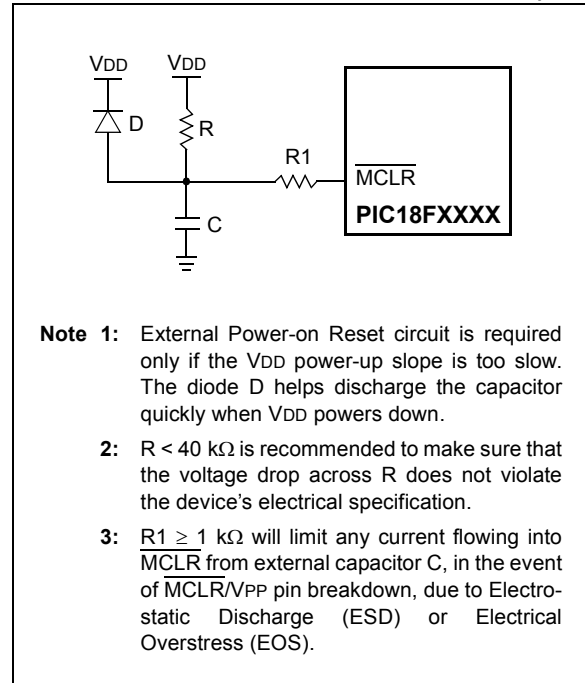 VDD VDD
D
R
R1
MCLR
C
PIC18FXXXX
Note 1: External Power-on Reset circuit is required
only if the VDD power-up slope is too slow.
The diode D helps discharge the capacitor
quickly when VDD powers down.
2: R < 40 kΩ is recommended to make sure that
the voltage drop across R does not violate
the device's electrical specification.
3: R1 ≥ 1 kΩ will limit any current flowing into
MCLR from external capacitor C, in the event
of MCLR/VPP pin breakdown, due to Electro-
static Discharge (ESD) or Electrical
Overstress (EOS).